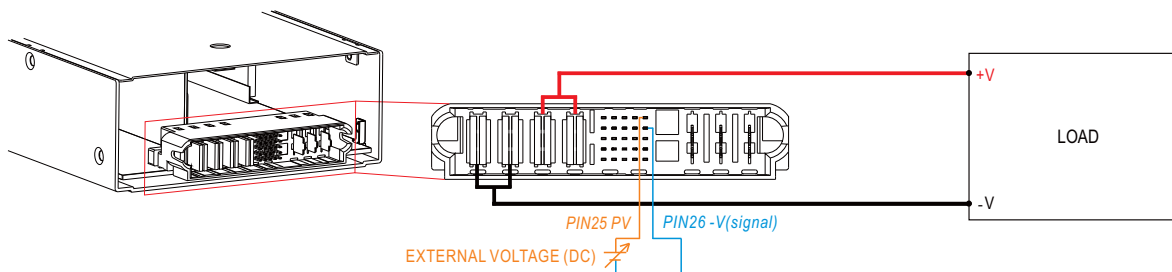 +V
LOAD
-V
PIN25 PV
PIN26 -V(signal)
EXTERNAL VOLTAGE (DC)